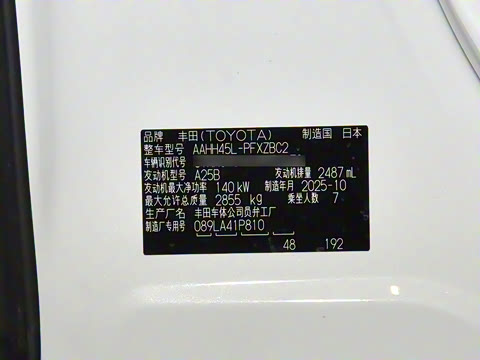 品牌 丰田(TOYOTA) 制造国 日本
整车型号 AAHH45L-PFXZBC2
车辆识别代号
发动机型号 A25B 发动机排量 2487 mL
发动机最大净功率 140 kW 制造年月 2025-10
最大允许总质量 2855 kg 乘坐人数 7
生产厂名 丰田车体公司员弁工厂
制造厂专用号 089LA41P810
48 192